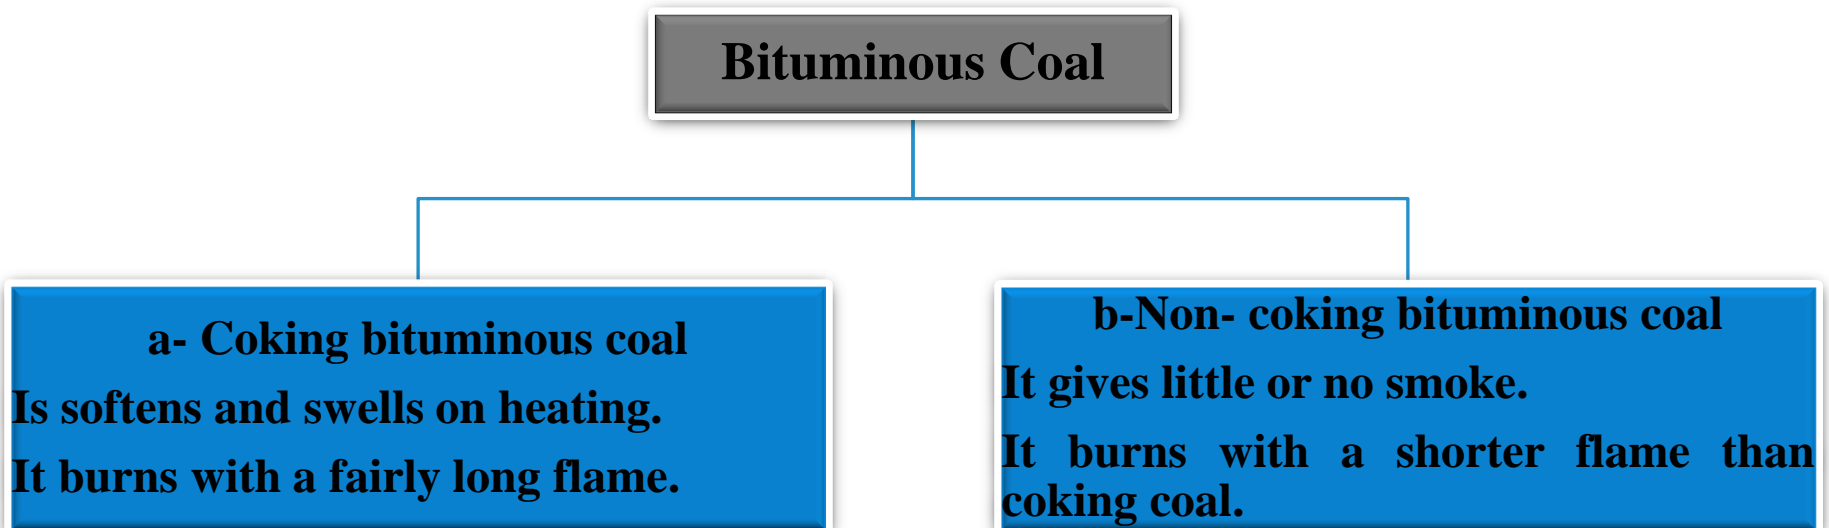 Bituminous Coal
a- Coking bituminous coal
Is softens and swells on heating.
It burns with a fairly long flame.
b-Non- coking bituminous coal
It gives little or no smoke.
It burns with a shorter flame than
coking coal.